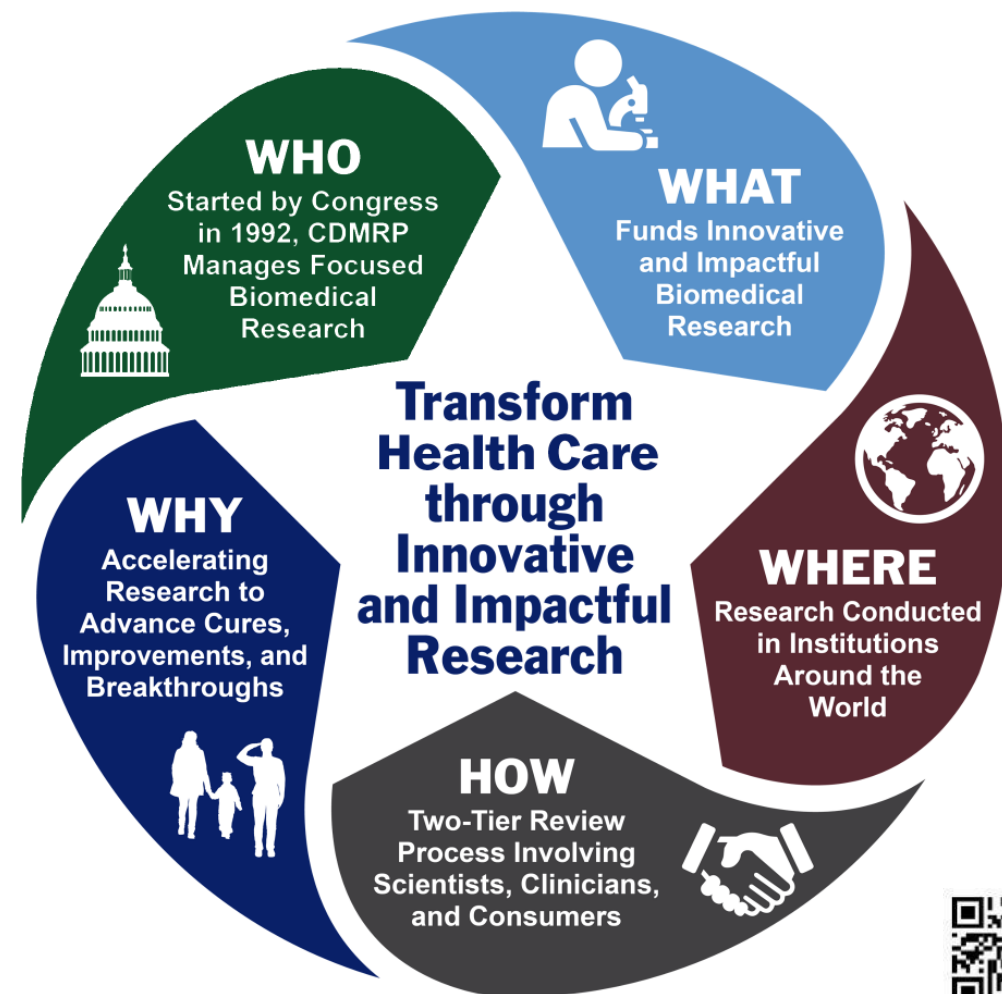 WHO
Started by Congress
in 1992, CDMRP
Manages Focused
Biomedical
Research
WHAT
Funds Innovative
and Impactful
Biomedical
Research
WHERE
Research Conducted
in Institutions
Around the
World
HOW
Two-Tier Review
Process Involving
Scientists, Clinicians,
and Consumers
WHY
Accelerating
Research to
Advance Cures,
Improvements, and
Breakthroughs
Transform
Health Care
through
Innovative
and Impactful
Research